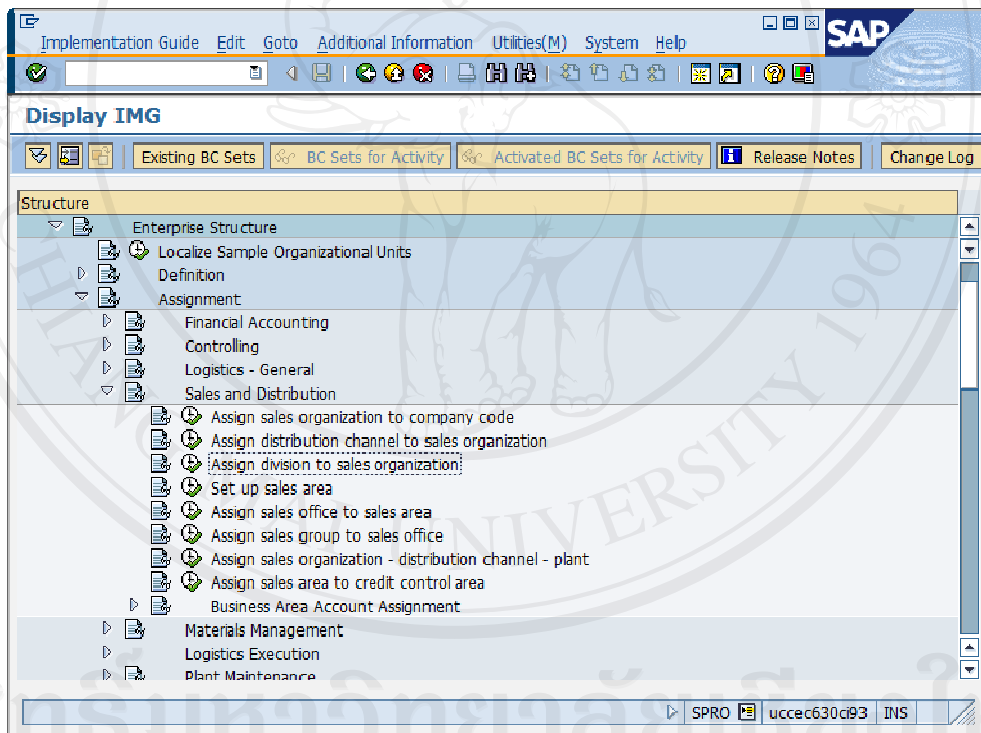 Implementation Guide Edit Goto Additional Information Utilities(M) System Help
SAP
Display IMG
Existing BC Sets BC Sets for Activity Activated BC Sets for Activity Release Notes Change Log
Structure
Enterprise Structure
Localize Sample Organizational Units
Definition
Assignment
Financial Accounting
Controlling
Logistics - General
Sales and Distribution
Assign sales organization to company code
Assign distribution channel to sales organization
Assign division to sales organization
Set up sales area
Assign sales office to sales area
Assign sales group to sales office
Assign sales organization - distribution channel - plant
Assign sales area to credit control area
Business Area Account Assignment
Materials Management
Logistics Execution
Plant Maintenance
SPRO uccec630ci93 INS
CHIANG MAI UNIVERSITY 1964